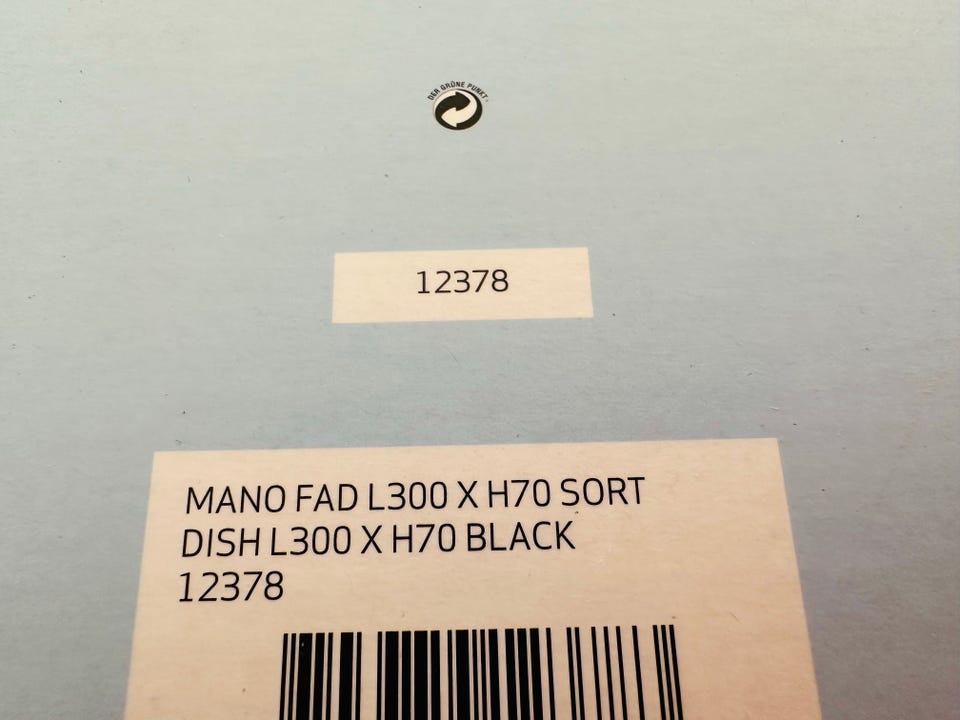 DER GRÜNE PUNKT
12378
MANO FAD L300 X H70 SORT
DISH L300 X H70 BLACK
12378